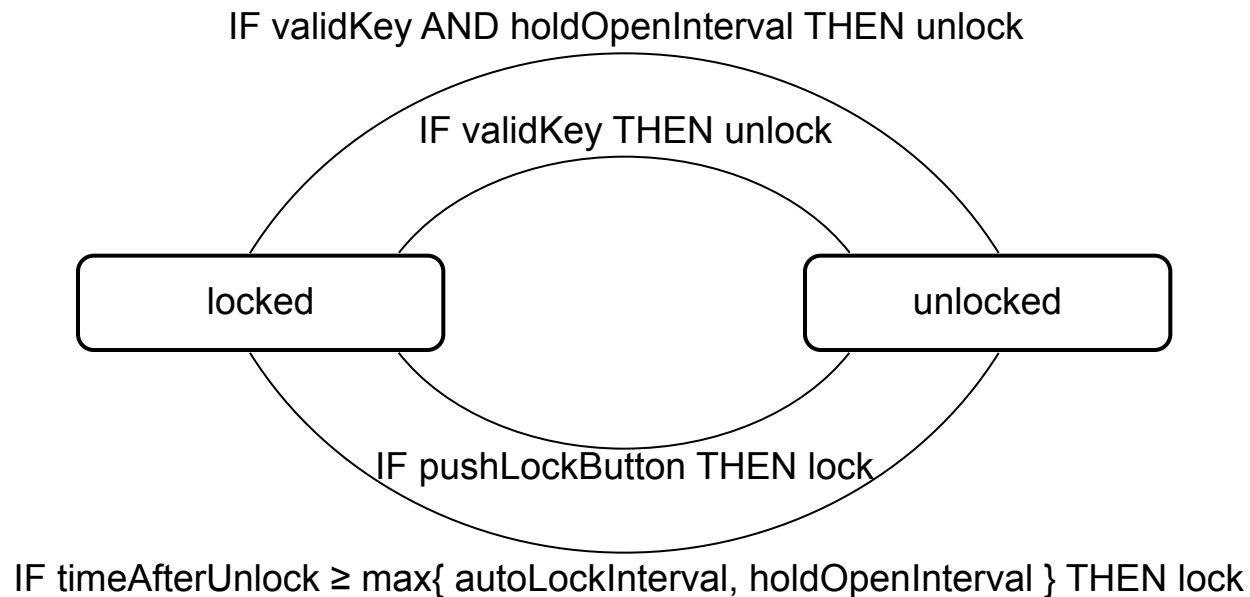 IF validKey AND holdOpenInterval THEN unlock
IF validKey THEN unlock
locked
unlocked
IF pushLockButton THEN lock
IF timeAfterUnlock ≥ max{ autoLockInterval, holdOpenInterval } THEN lock